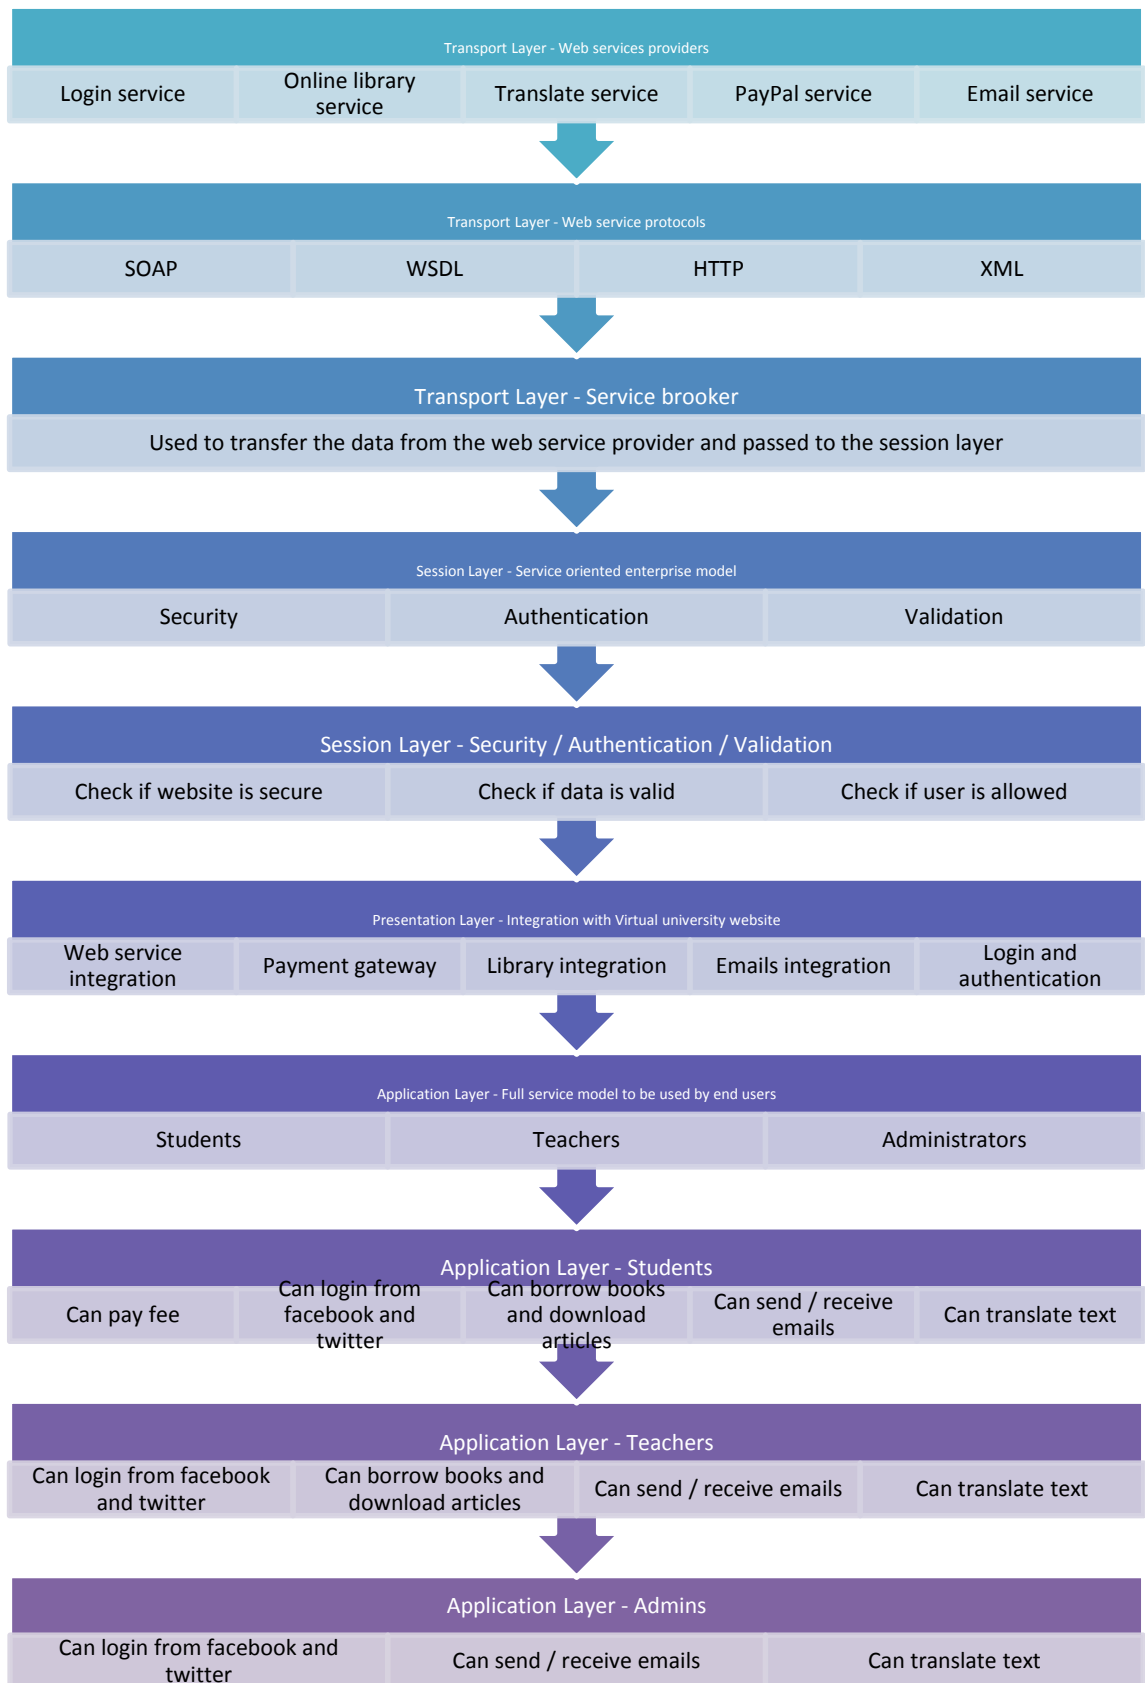 Transport Layer - Web services providers
Login service
Online library
service
Translate service
PayPal service
Email service
Transport Layer - Web service protocols
SOAP
WSDL
HTTP
XML
Transport Layer - Service brooker
Used to transfer the data from the web service provider and passed to the session layer
Session Layer - Service oriented enterprise model
Security
Authentication
Validation
Session Layer - Security / Authentication / Validation
Check if website is secure
Check if data is valid
Check if user is allowed
Presentation Layer - Integration with Virtual university website
Web service
integration
Payment gateway
Library integration
Emails integration
Login and
authentication
Application Layer - Full service model to be used by end users
Students
Teachers
Administrators
Application Layer - Students
Can pay fee
Can login from
facebook and
twitter
Can borrow books
and download
articles
Can send / receive
emails
Can translate text
Application Layer - Teachers
Can login from facebook
and twitter
Can borrow books and
download articles
Can send / receive emails
Can translate text
Application Layer - Admins
Can login from facebook and
twitter
Can send / receive emails
Can translate text